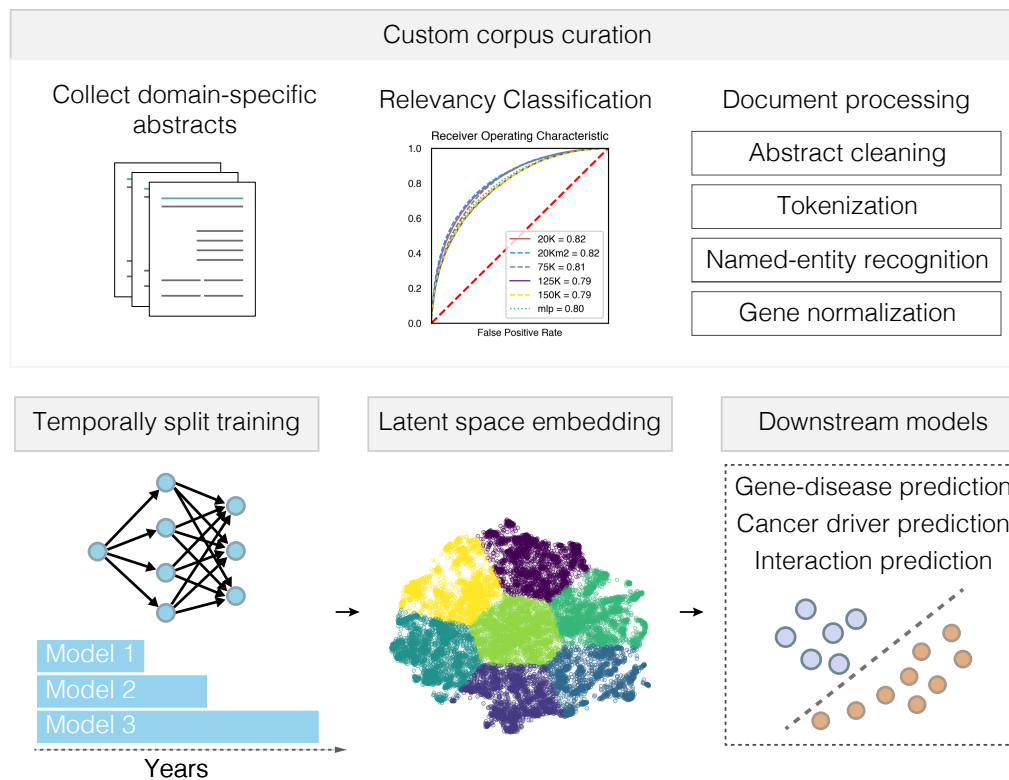 Custom corpus curation
Collect domain-specific
abstracts
Relevancy Classification
Receiver Operating Characteristic
1.0
0.8
0.6
0.4
0.2
0.0
20K = 0.82
20Km2 = 0.82
75K = 0.81
125K = 0.79
150K = 0.79
mlp = 0.80
False Positive Rate
Document processing
Abstract cleaning
Tokenization
Named-entity recognition
Gene normalization
Temporally split training
Model 1
Model 2
Model 3
Years
Latent space embedding
Downstream models
Gene-disease prediction
Cancer driver prediction
Interaction prediction